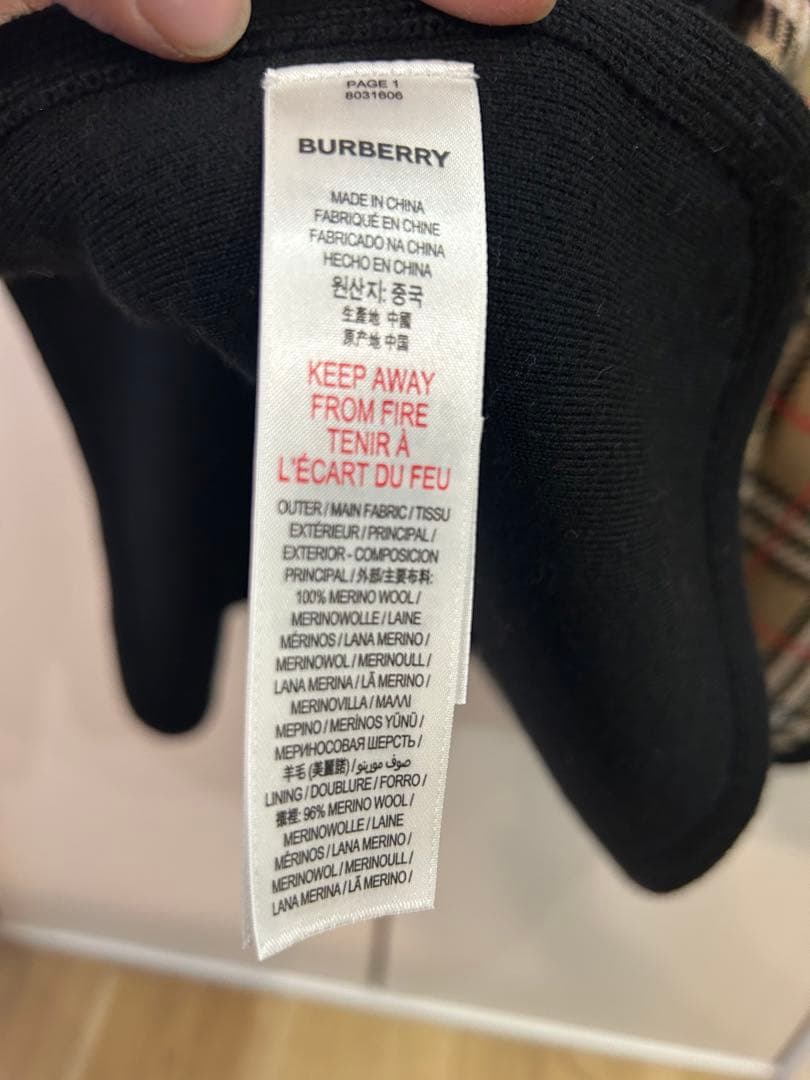 PAGE 1
8031606
BURBERRY
MADE IN CHINA
FABRIQUÉ EN CHINE
FABRICADO NA CHINA
HECHO EN CHINA
원산지: 중국
生產地 中國
原产地 中国
KEEP AWAY
FROM FIRE
TENIR À
L'ÉCART DU FEU
OUTER / MAIN FABRIC / TISSU
EXTÉRIEUR / PRINCIPAL /
EXTERIOR - COMPOSICION
PRINCIPAL / 外部/主要布料:
100% MERINO WOOL /
MERINOWOLLE / LAINE
MÉRINOS / LANA MERINO /
MERINOWOL / MERINOULL /
LANA MERINA / LÃ MERINO /
MERINOVILLA / ΜΑΛΛΙ
ΜΕΡΙΝΟ / MERİNOS YÜNÜ /
МЕРИНОСОВАЯ ШЕРСТЬ /
羊毛 (美麗諾) / صوف مورينو /
LINING / DOUBLURE / FORRO /
襯裡: 96% MERINO WOOL /
MERINOWOLLE / LAINE
MÉRINOS / LANA MERINO /
MERINOWOL / MERINOULL /
LANA MERINA / LÃ MERINO /